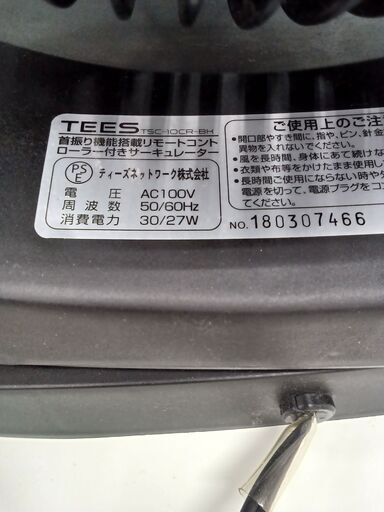 TEES TSC-10CR-BK
首振り機能搭載リモートコント
ローラー付きサーキュレーター
PS
E
ティーズネットワーク株式会社
電 圧 AC100V
周 波 数 50/60Hz
消費電力 30/27W
ご使用上のご注
●開口部やすき間に、指や、ピン、針金
異物を入れないでください。
●風を長時間、身体にあて続けな
●衣類や布等をかけたまま使用し
●長時間ご使用にならない時や
電源を切って、電源プラグをコ
てください。
NO. 180307466